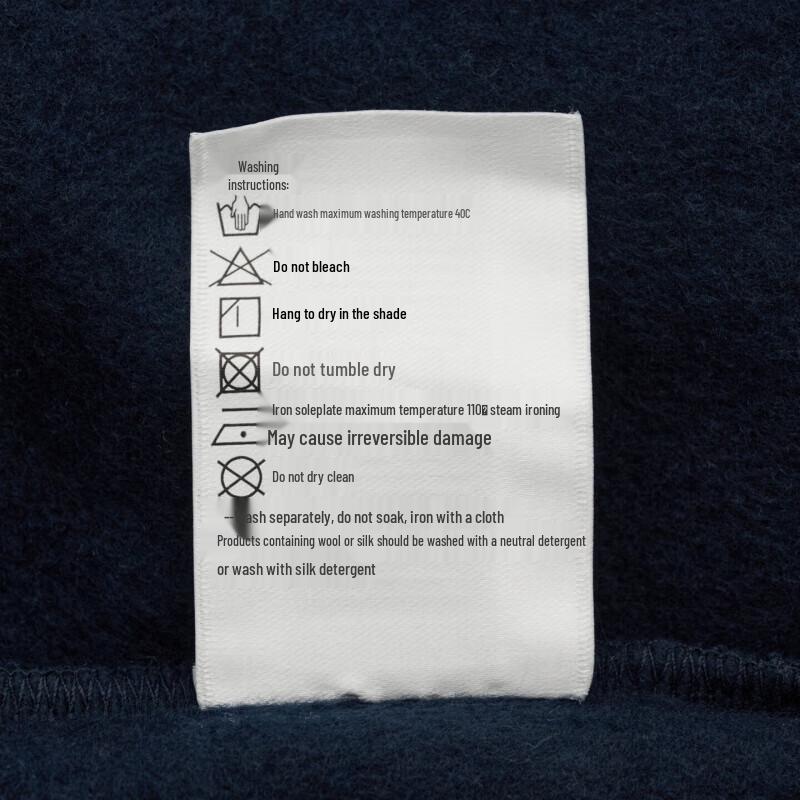 Washing
instructions:
Hand wash maximum washing temperature 40C
Do not bleach
Hang to dry in the shade
Do not tumble dry
Iron soleplate maximum temperature 110 steam ironing
May cause irreversible damage
Do not dry clean
separately, do not soak, iron with a cloth
Products containing wool or silk should be washed with a neutral detergent
or wash with silk detergent